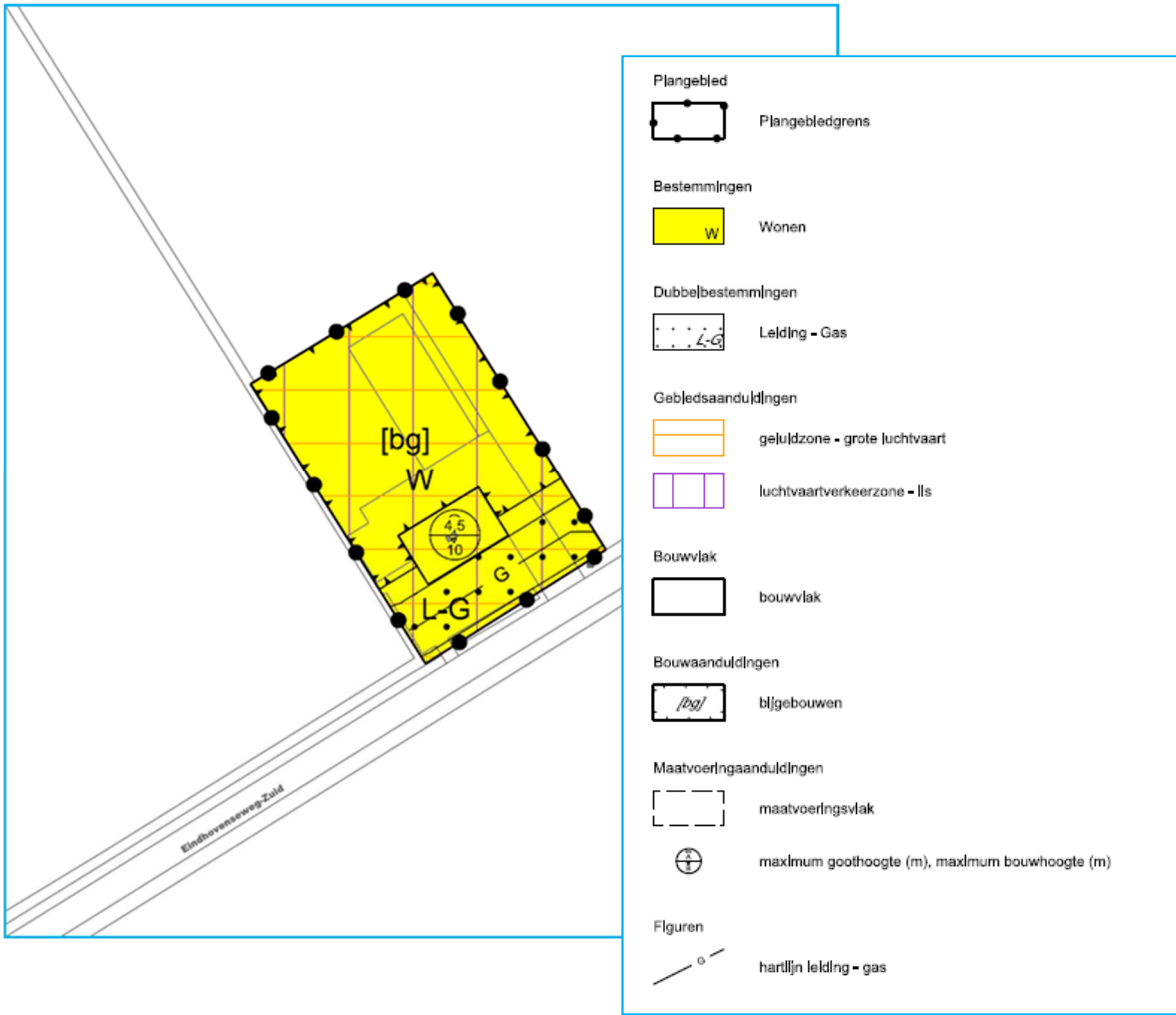 [bg]
W
4,5
10
G
L-G
Eindhovenseweg-Zuid
Plangebied
Plangebiedgrens
Bestemmingen
W
Wonen
Dubbelbestemmingen
L-G
Leiding - Gas
Gebiedsaanduidingen
geluidzone - grote luchtvaart
luchtvaartverkeerzone - ils
Bouwvlak
bouwvlak
Bouwaanduidingen
[bg]
bijgebouwen
Maatvoeringaanduidingen
maatvoeringsvlak
maximum goothoogte (m), maximum bouwhoogte (m)
Figuren
G
hartlijn leiding - gas